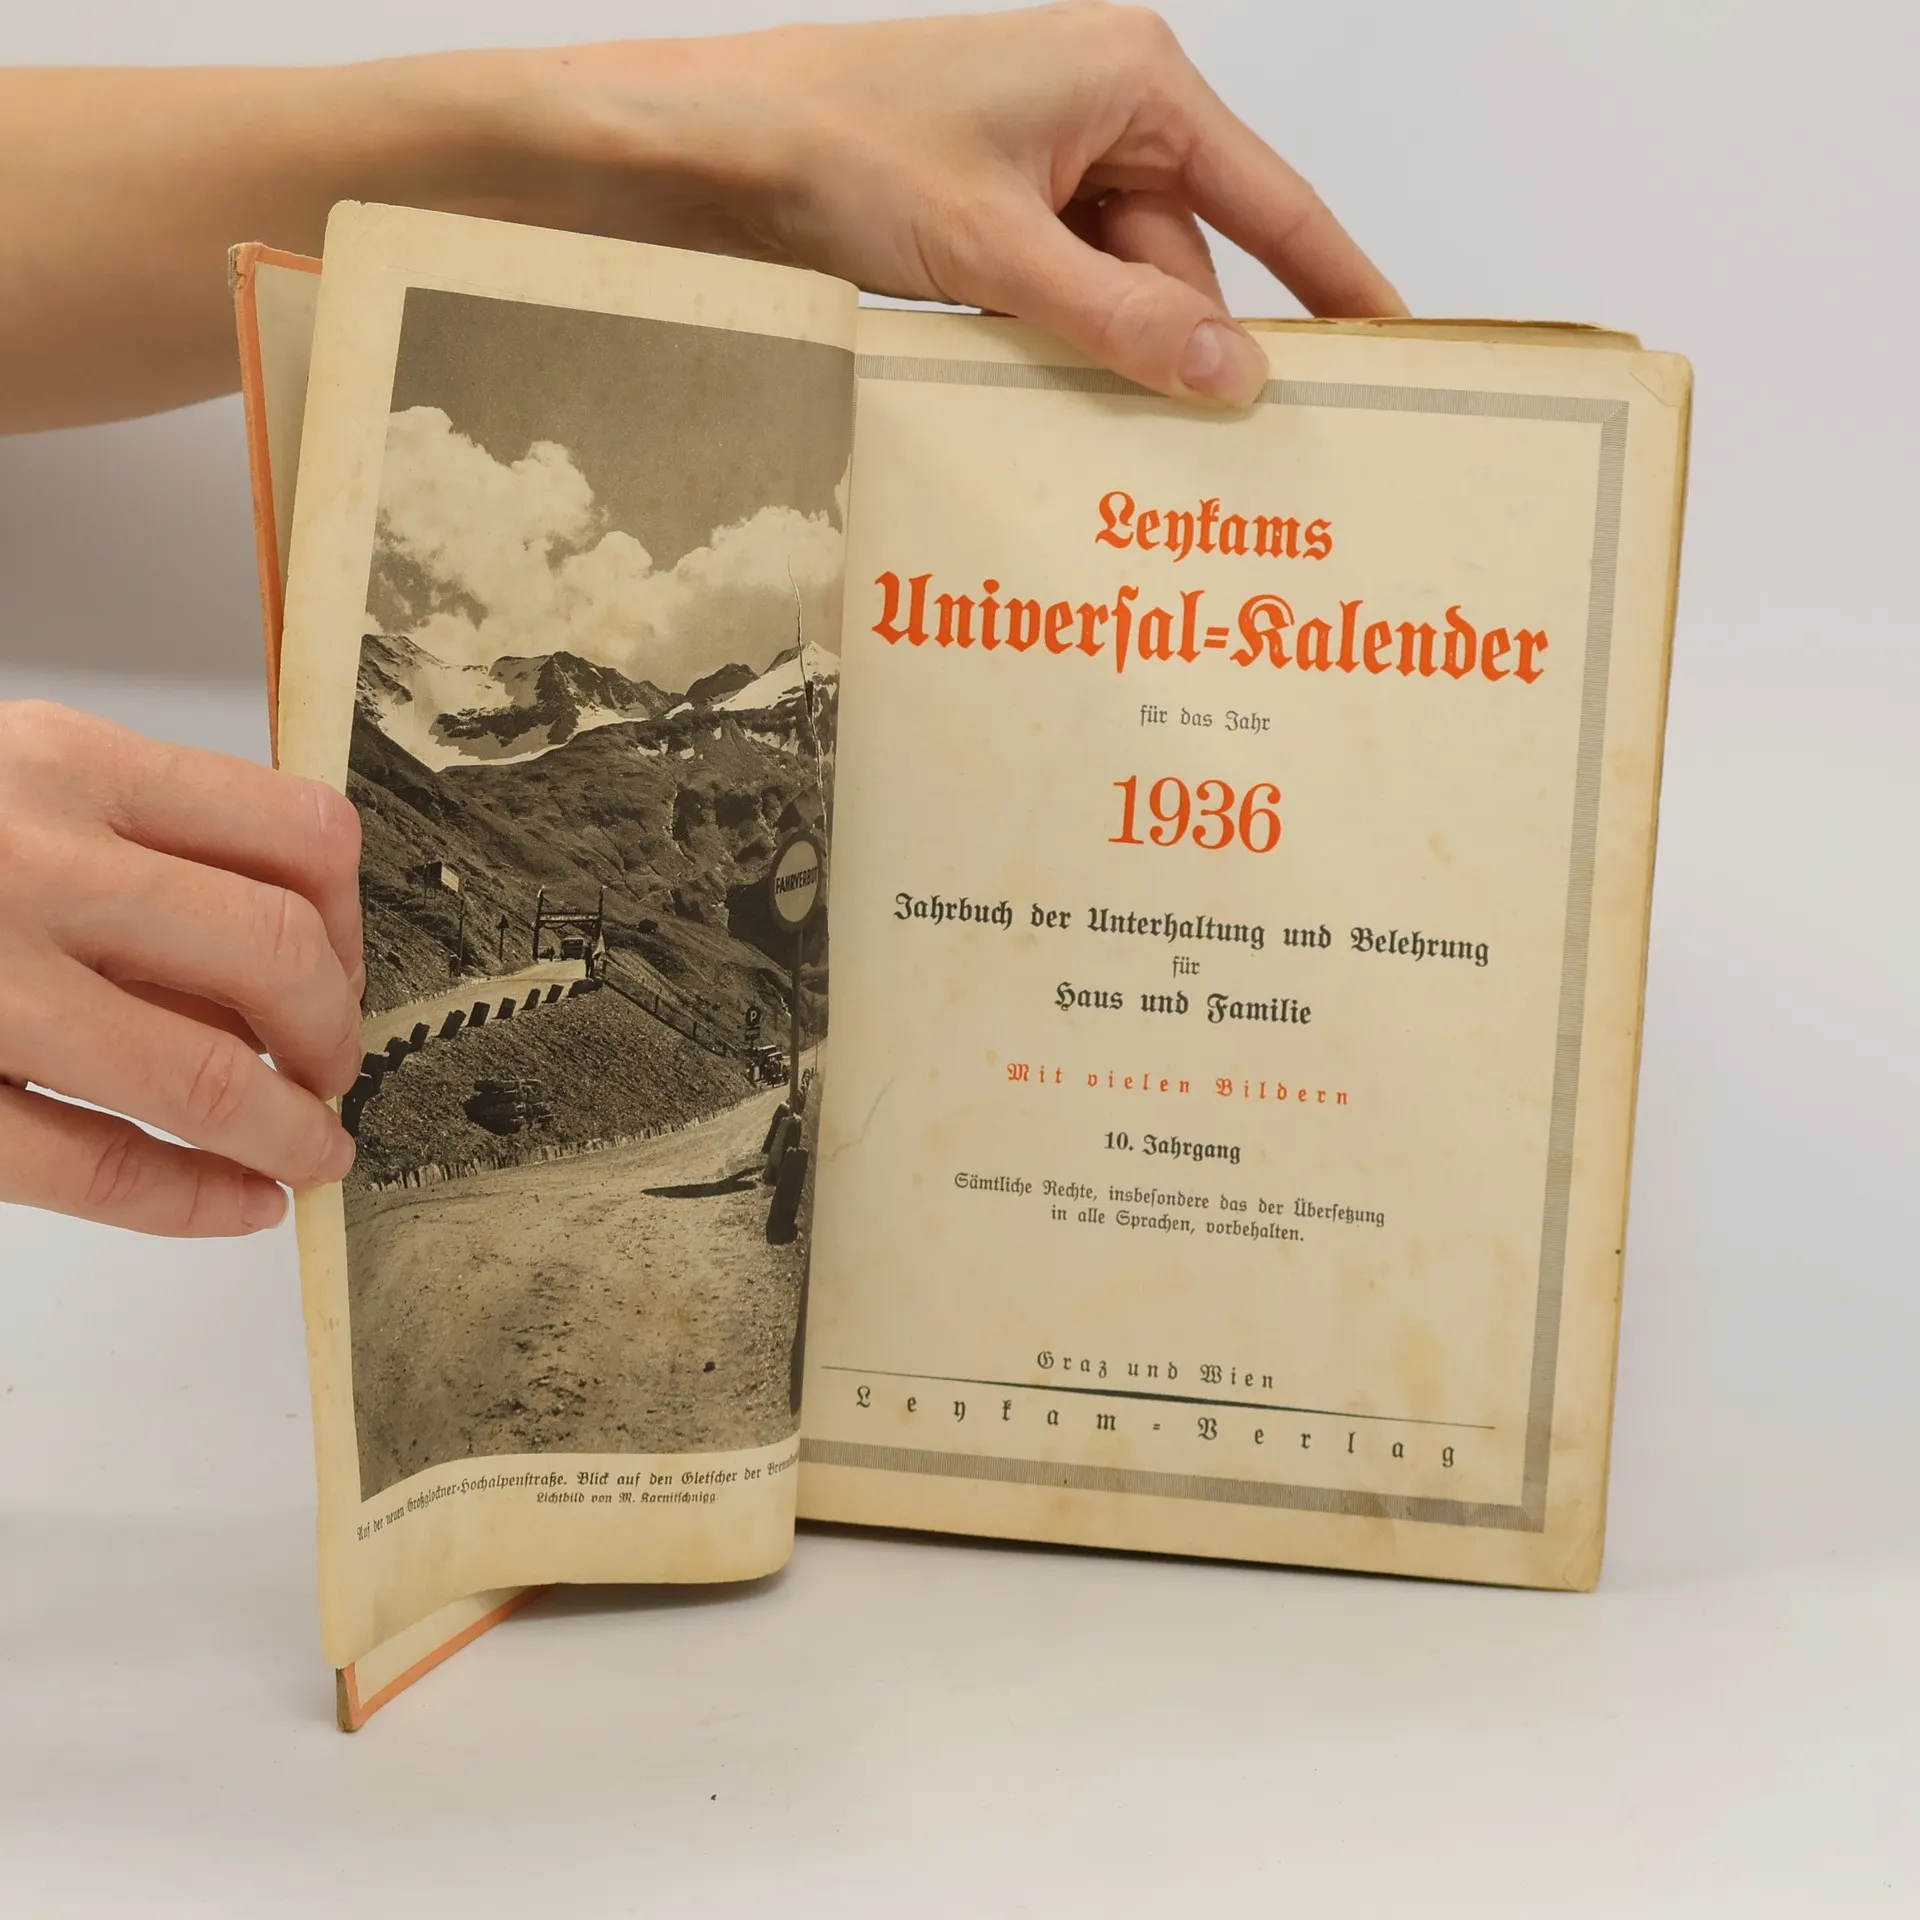 FAHRVERBOT
P
Auf der neuen Großglockner-Hochalpenstraße. Blick auf den Gletscher der
Lichtbild von M. Karnitschnigg.
Leykams
Universal-Kalender
für das Jahr
1936
Jahrbuch der Unterhaltung und Belehrung
für
Haus und Familie
Mit vielen Bildern
10. Jahrgang
Sämtliche Rechte, insbesondere das der Übersetzung
in alle Sprachen, vorbehalten.
Graz und Wien
Leykam-Verlag